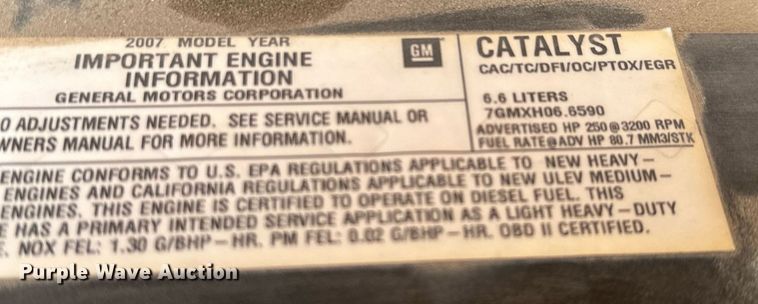 2007 MODEL YEAR
IMPORTANT ENGINE
INFORMATION
GENERAL MOTORS CORPORATION
GM
O ADJUSTMENTS NEEDED. SEE SERVICE MANUAL OR
WNERS MANUAL FOR MORE INFORMATION.
CATALYST
CAC/TC/DFI/OC/PTOX/EGR
6.6 LITERS
7GMXH06.6590
ADVERTISED HP 250@3200 RPM
FUEL RATE@ADV HP 80.7 MM3/STK
ENGINE CONFORMS TO U.S. EPA REGULATIONS APPLICABLE TO NEW HEAVY-
ENGINES AND CALIFORNIA REGULATIONS APPLICABLE TO NEW ULEV MEDIUM-
ENGINES. THIS ENGINE IS CERTIFIED TO OPERATE ON DIESEL FUEL. THIS
E HAS A PRIMARY INTENDED SERVICE APPLICATION AS A LIGHT HEAVY-DUTY
E. NOX FEL: 1.30 G/BHP-HR. PM FEL: 0.02 G/BHP-HR. OBD II CERTIFIED.
Purple Wave Auction